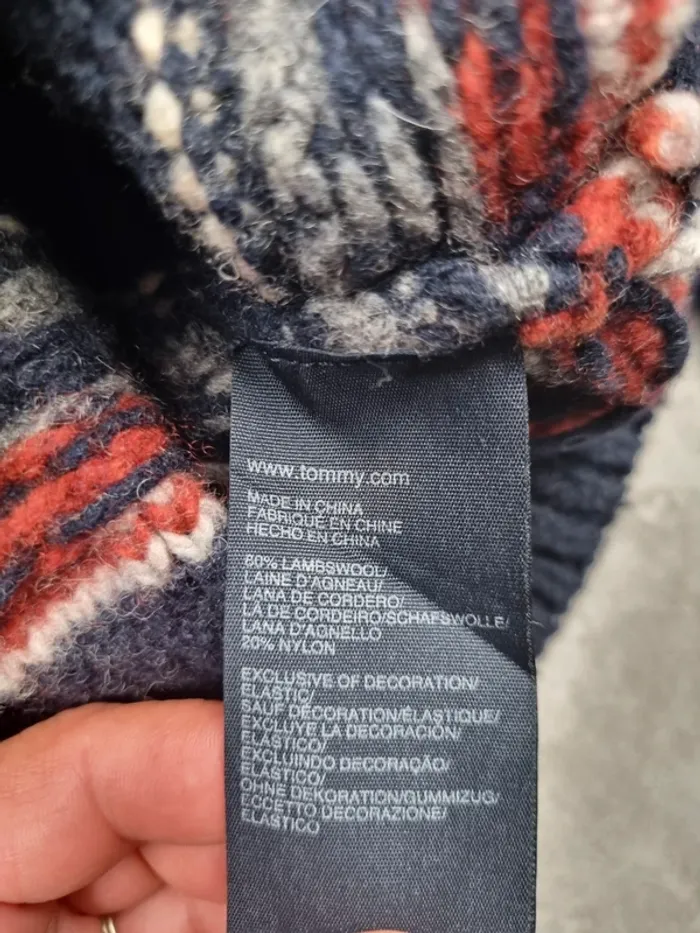 www.tommy.com
MADE IN CHINA
FABRIQUÉ EN CHINE
HECHO EN CHINA
80% LAMBSWOOL/
LAINE D'AGNEAU/
LANA DE CORDERO/
LÃ DE CORDEIRO/SCHAFSWOLLE/
LANA D'AGNELLO
20% NYLON
EXCLUSIVE OF DECORATION/
ELASTIC/
SAUF DÉCORATION/ÉLASTIQUE/
EXCLUYE LA DECORACIÓN/
ELÁSTICO/
EXCLUINDO DECORAÇÃO/
ELÁSTICO/
OHNE DEKORATION/GUMMIZUG/
ECCETTO DECORAZIONE/
ELASTICO